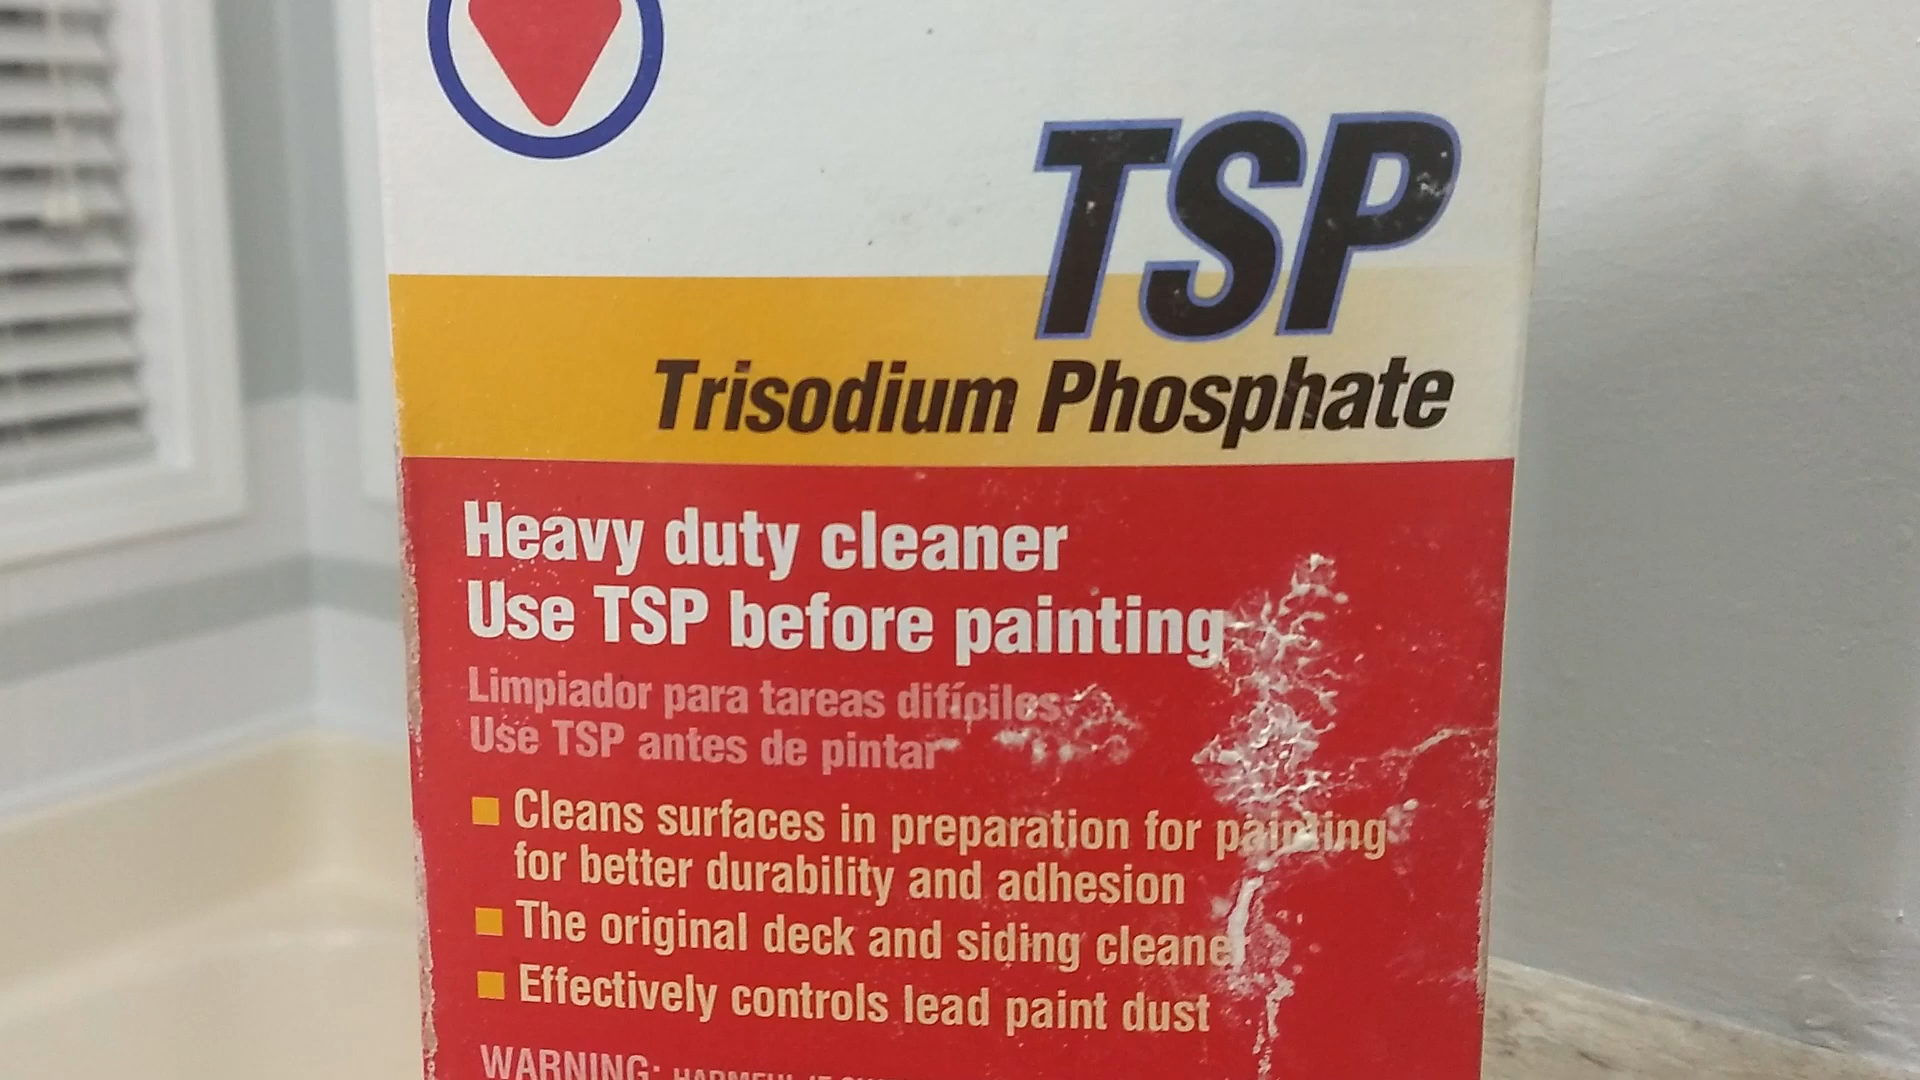 TSP
Trisodium Phosphate
Heavy duty cleaner
Use TSP before painting
Limpiador para tareas difíciles
Use TSP antes de pintar
Cleans surfaces in preparation for painting
for better durability and adhesion
The original deck and siding cleaner
Effectively controls lead paint dust
WARNING: HARMFUL IF